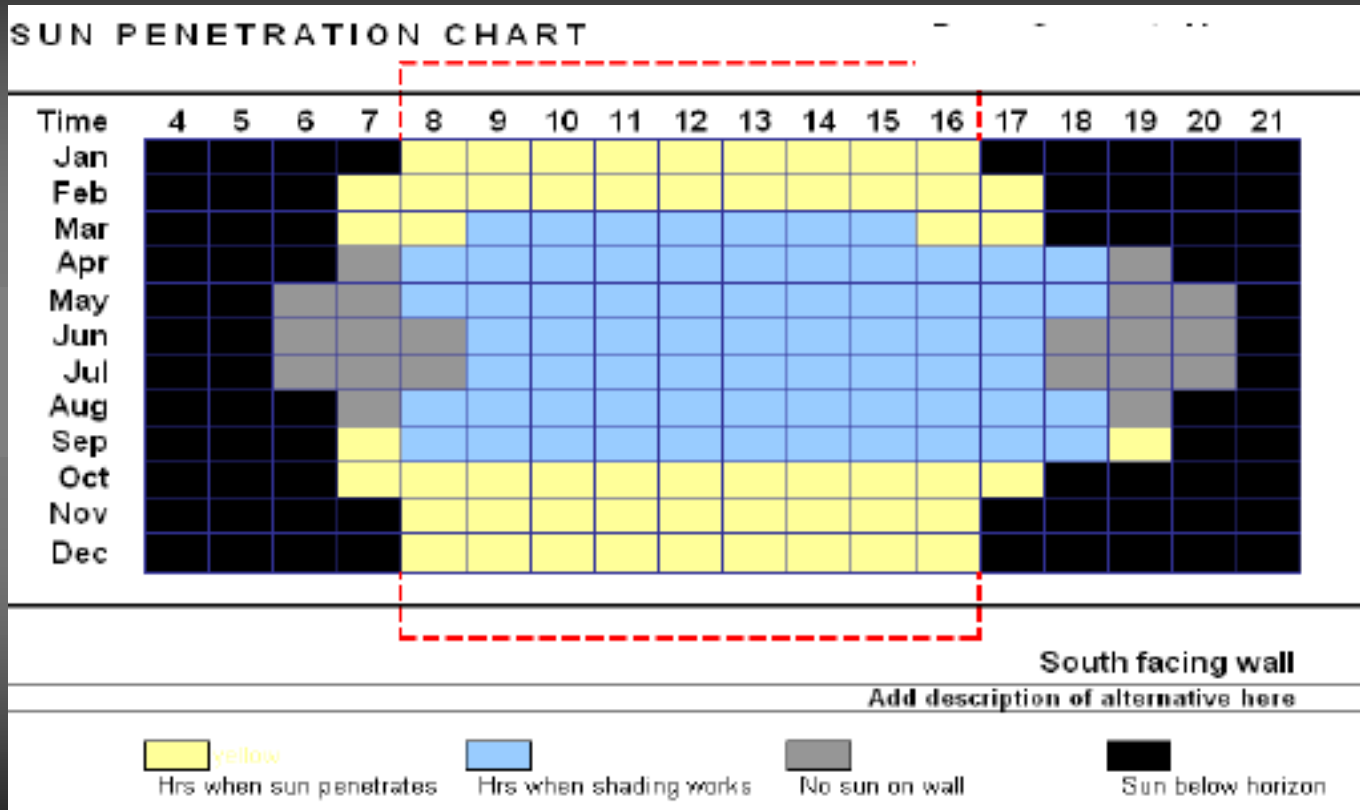 SUN PENETRATION CHART
Time 4 5 6 7 8 9 10 11 12 13 14 15 16 17 18 19 20 21
Jan
Feb
Mar
Apr
May
Jun
Jul
Aug
Sep
Oct
Nov
Dec
South facing wall
Add description of alternative here
yellow
Hrs when sun penetrates Hrs when shading works No sun on wall Sun below horizon